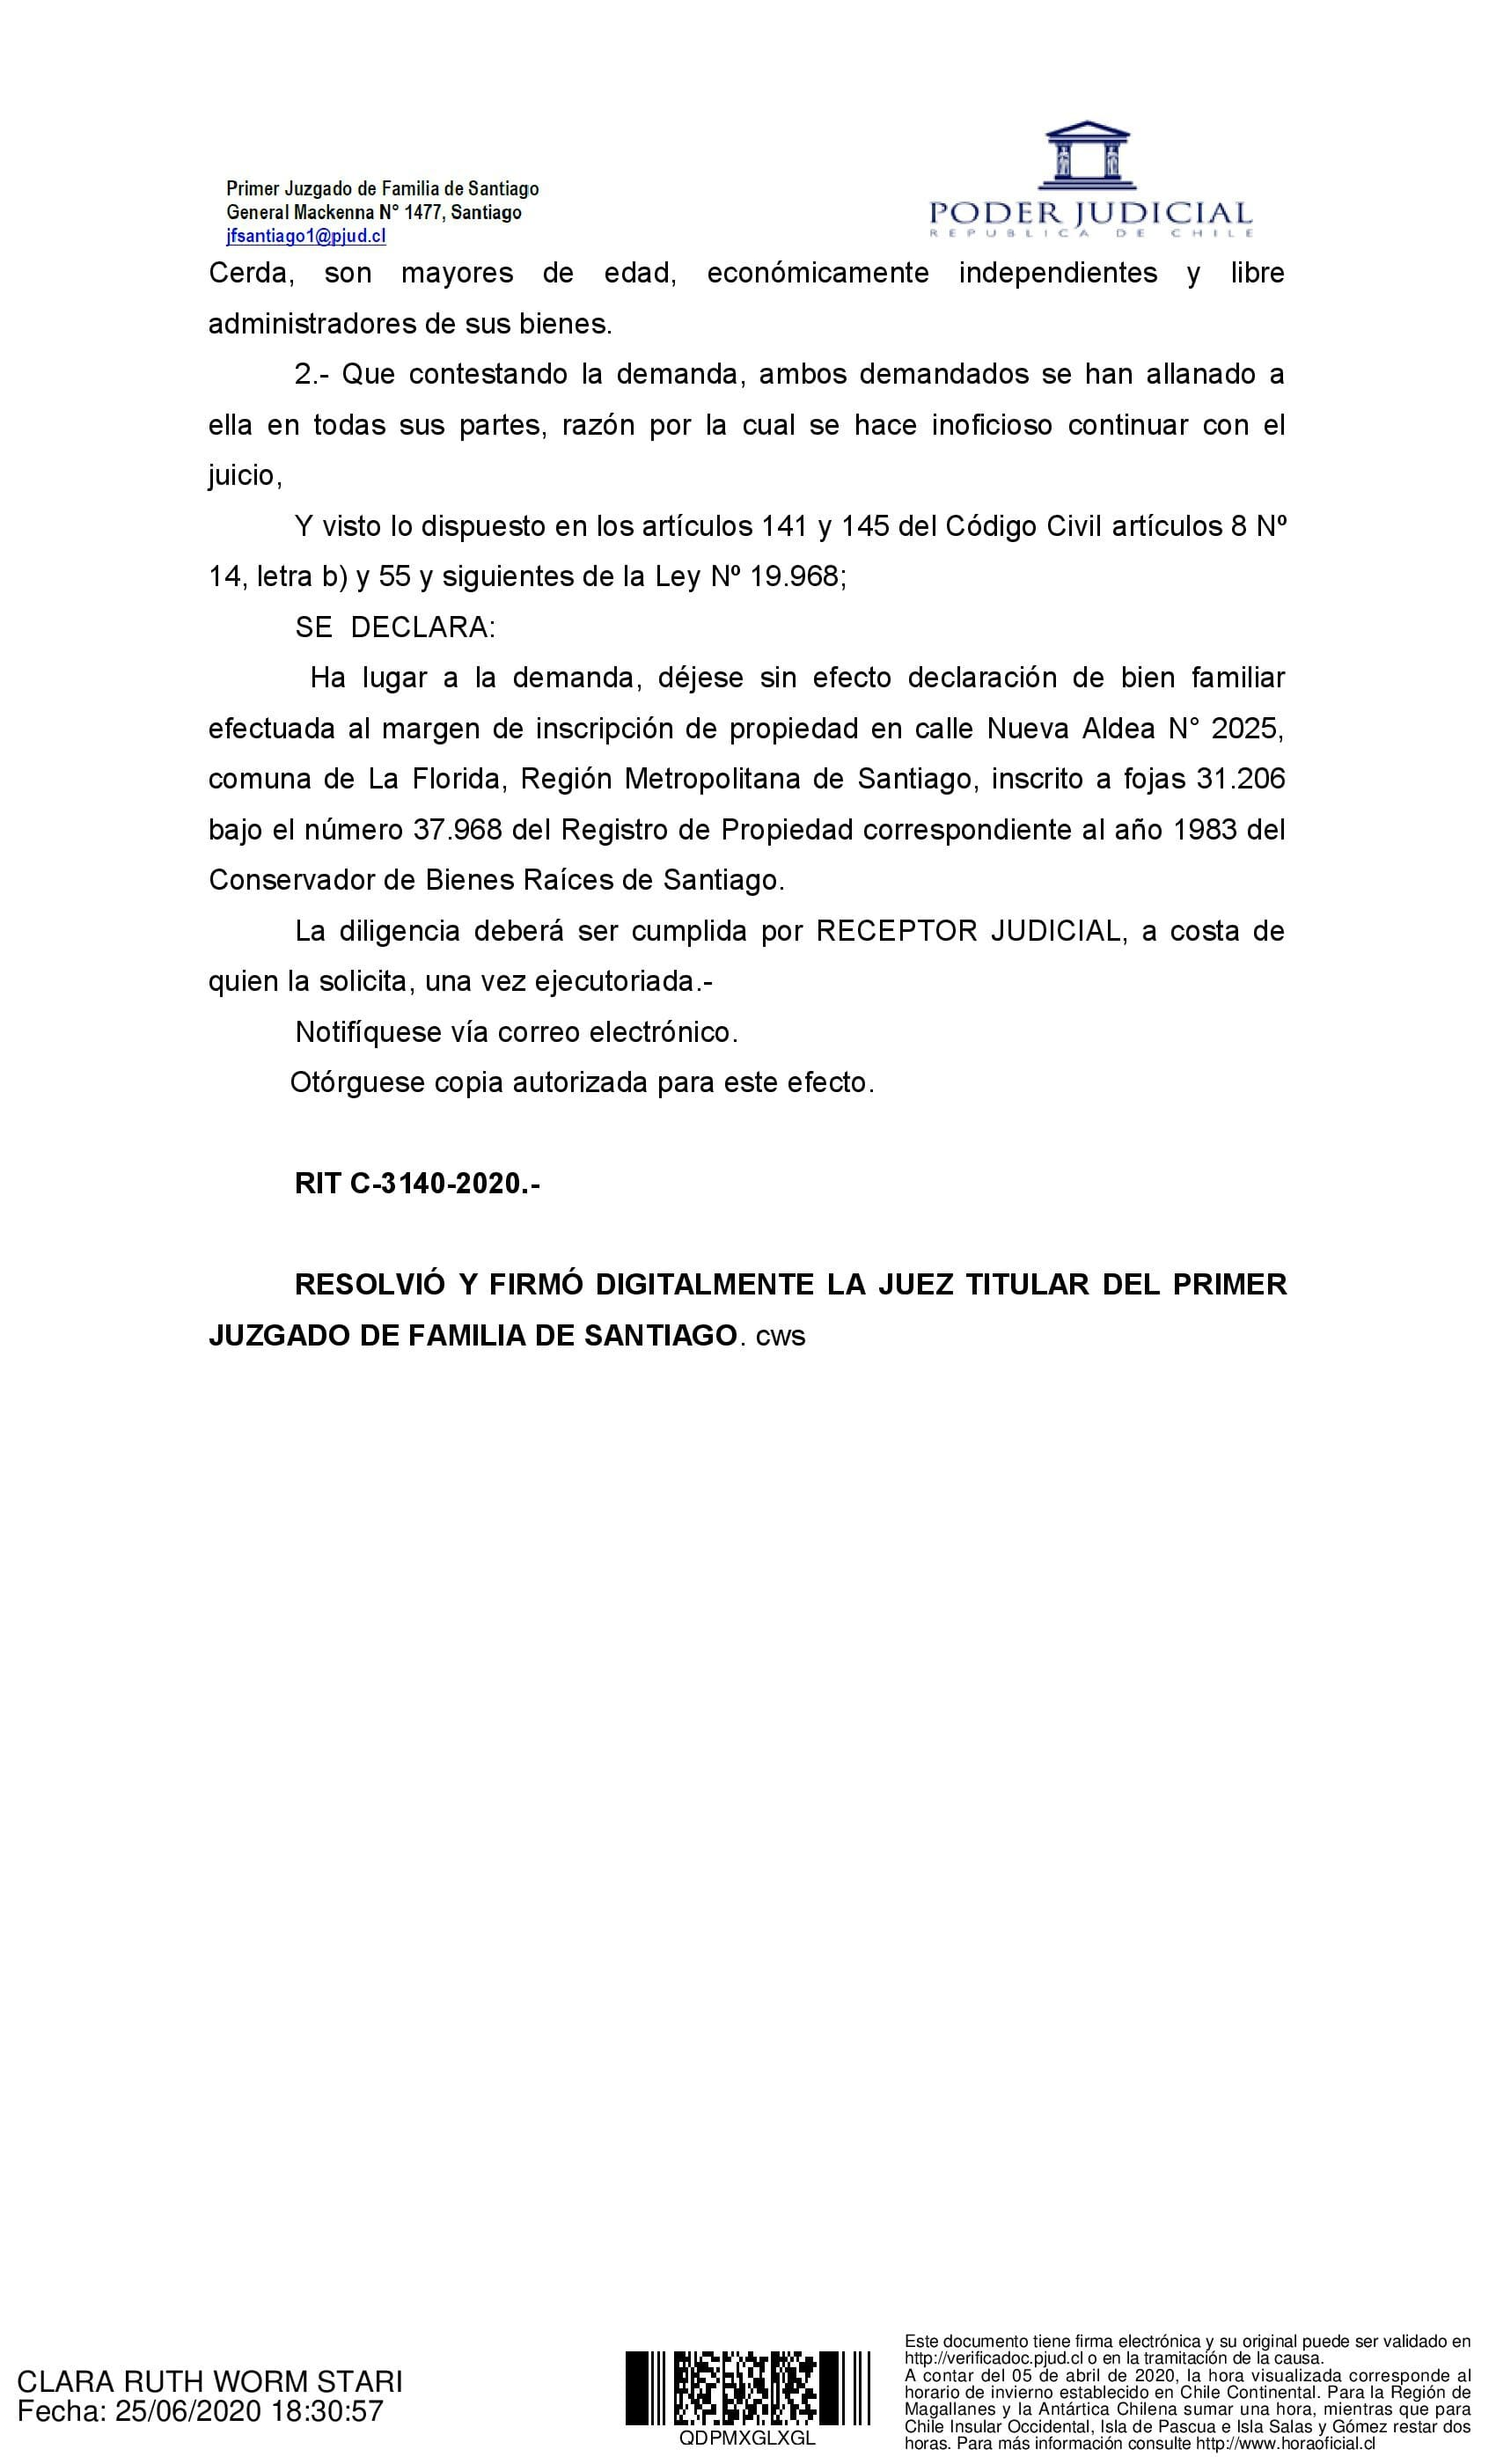 Primer Juzgado de Familia de Santiago
General Mackenna N° 1477, Santiago
jfsantiago1@pjud.cl
PODER JUDICIAL
REPUBLICA DE CHILE
Cerda, son mayores de edad, económicamente independientes y libre
administradores de sus bienes.
2.- Que contestando la demanda, ambos demandados se han allanado a
ella en todas sus partes, razón por la cual se hace inoficioso continuar con el
juicio,
Y visto lo dispuesto en los artículos 141 y 145 del Código Civil artículos 8 Nº
14, letra b) y 55 y siguientes de la Ley Nº 19.968;
SE DECLARA:
Ha lugar a la demanda, déjese sin efecto declaración de bien familiar
efectuada al margen de inscripción de propiedad en calle Nueva Aldea N° 2025,
comuna de La Florida, Región Metropolitana de Santiago, inscrito a fojas 31.206
bajo el número 37.968 del Registro de Propiedad correspondiente al año 1983 del
Conservador de Bienes Raíces de Santiago.
La diligencia deberá ser cumplida por RECEPTOR JUDICIAL, a costa de
quien la solicita, una vez ejecutoriada.-
Notifíquese vía correo electrónico.
Otórguese copia autorizada para este efecto.
RIT C-3140-2020.-
RESOLVIÓ Y FIRMÓ DIGITALMENTE LA JUEZ TITULAR DEL PRIMER
JUZGADO DE FAMILIA DE SANTIAGO. cws
CLARA RUTH WORM STARI
Fecha: 25/06/2020 18:30:57
QDPMXGLXGL
Este documento tiene firma electrónica y su original puede ser validado en
http://verificadoc.pjud.cl o en la tramitación de la causa.
A contar del 05 de abril de 2020, la hora visualizada corresponde al
horario de invierno establecido en Chile Continental. Para la Región de
Magallanes y la Antártica Chilena sumar una hora, mientras que para
Chile Insular Occidental, Isla de Pascua e Isla Salas y Gómez restar dos
horas. Para más información consulte http://www.horaoficial.cl